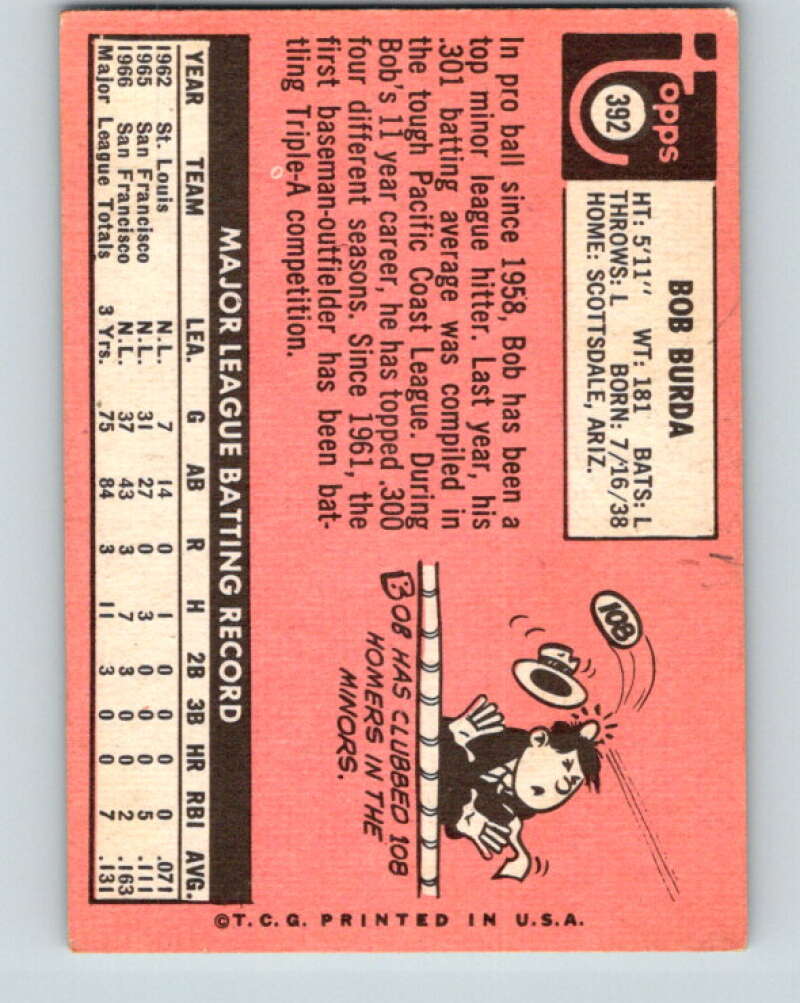 Topps
392
BOB BURDA
HT: 5'11" WT: 181 BATS: L
THROWS: L BORN: 7/16/38
HOME: SCOTTSDALE, ARIZ.
In pro ball since 1958, Bob has been a
top minor league hitter. Last year, his
.301 batting average was compiled in
the tough Pacific Coast League. During
Bob's 11 year career, he has topped .300
four different seasons. Since 1961, the
first baseman-outfielder has been bat-
tling Triple-A competition.
108
BOB HAS CLUBBED 108
HOMERS IN THE
MINORS.
MAJOR LEAGUE BATTING RECORD
YEAR TEAM LEA. G AB R H 2B 3B HR RBI AVG.
1962 St. Louis N.L. 7 14 0 1 0 0 0 0 .071
1965 San Francisco N.L. 31 27 0 3 0 0 0 5 .111
1966 San Francisco N.L. 37 43 3 7 3 0 0 2 .163
Major League Totals 3 Yrs. 75 84 3 11 3 0 0 7 .131
©T.C.G. PRINTED IN U.S.A.